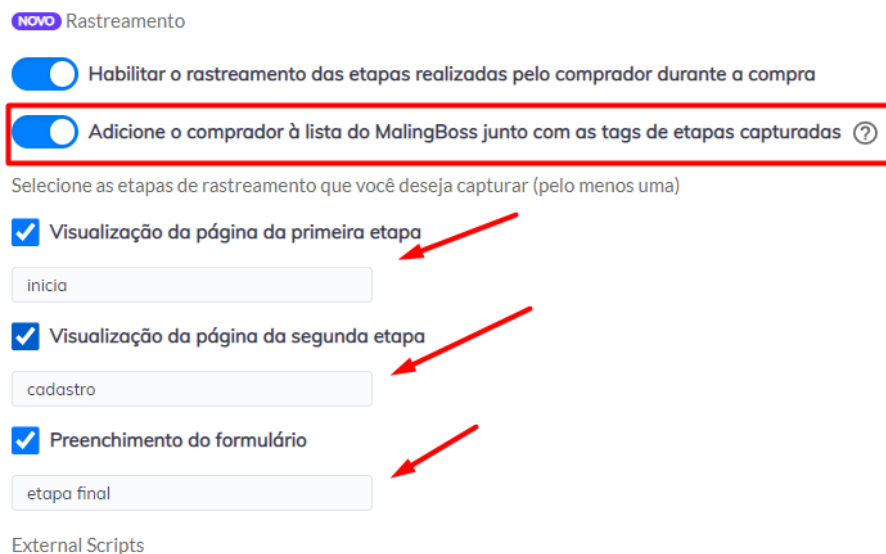 NOVO Rastreamento
Habilitar o rastreamento das etapas realizadas pelo comprador durante a compra
Adicione o comprador à lista do MalingBoss junto com as tags de etapas capturadas ?
Selecione as etapas de rastreamento que você deseja capturar (pelo menos uma)
Visualização da página da primeira etapa
inicia
Visualização da página da segunda etapa
cadastro
Preenchimento do formulário
etapa final
External Scripts